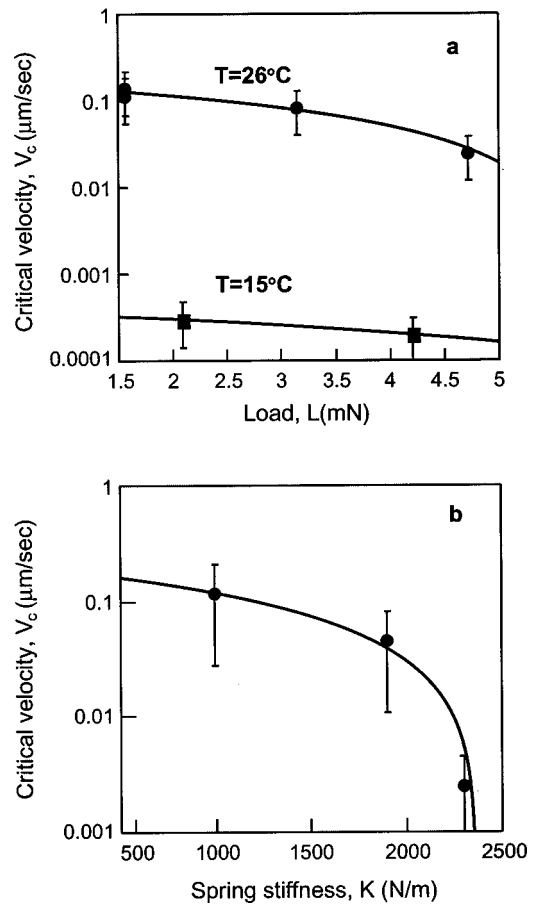 a
1
T=26°C
0.1
0.01
0.001
T=15°C
0.0001
Critical velocity, Vc (μm/sec)
1.5 2 2.5 3 3.5 4 4.5 5
Load, L(mN)
b
1
0.1
0.01
0.001
Critical velocity, Vc (μm/sec)
500 1000 1500 2000 2500
Spring stiffness, K (N/m)